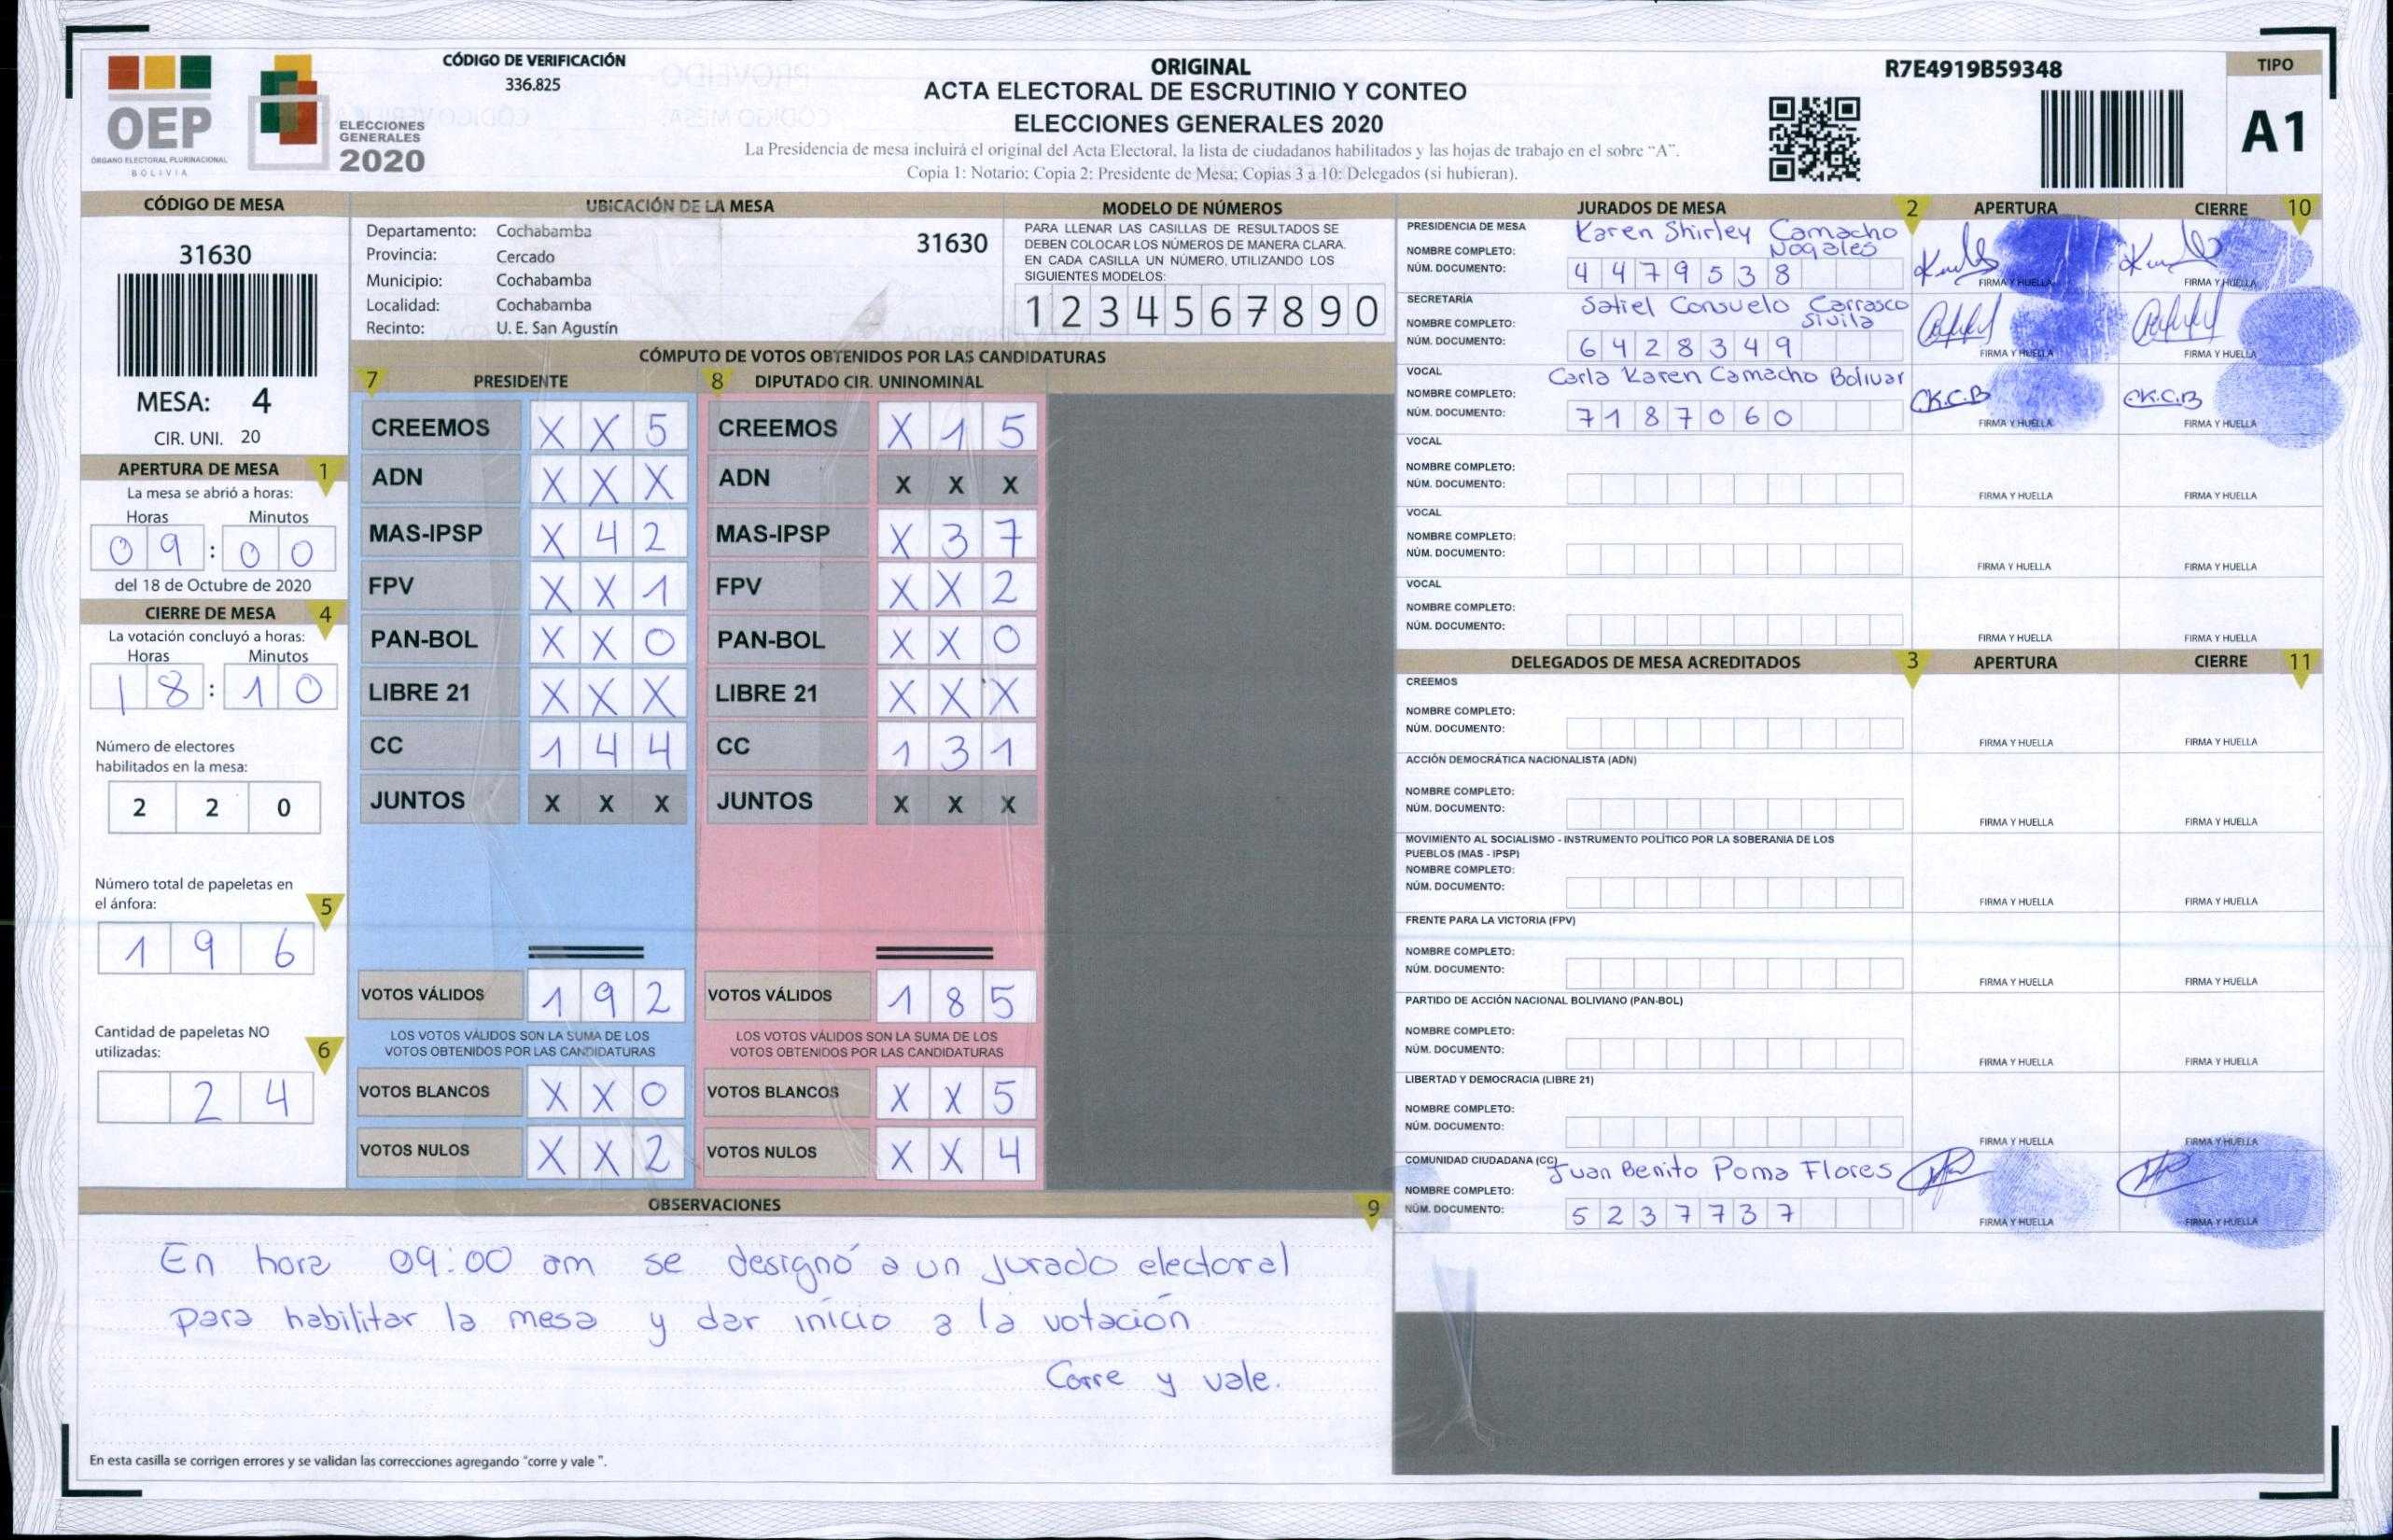 OEP
ÓRGANO ELECTORAL PLURINACIONAL
BOLIVIA
ELECCIONES
GENERALES
2020
CÓDIGO DE VERIFICACIÓN
336.825
ORIGINAL
ACTA ELECTORAL DE ESCRUTINIO Y CONTEO
ELECCIONES GENERALES 2020
La Presidencia de mesa incluirá el original del Acta Electoral, la lista de ciudadanos habilitados y las hojas de trabajo en el sobre “A”.
Copia 1: Notario; Copia 2: Presidente de Mesa; Copias 3 a 10: Delegados (si hubieran).
R7E4919B59348
TIPO
A1
CÓDIGO DE MESA
31630
MESA: 4
CIR. UNI. 20
APERTURA DE MESA 1
La mesa se abrió a horas:
Horas Minutos
09:00
del 18 de Octubre de 2020
CIERRE DE MESA 4
La votación concluyó a horas:
Horas Minutos
18:10
Número de electores
habilitados en la mesa:
2 2 0
Número total de papeletas en
el ánfora: 5
1 9 6
Cantidad de papeletas NO
utilizadas: 6
2 4
UBICACIÓN DE LA MESA
Departamento: Cochabamba
31630
Provincia: Cercado
Municipio: Cochabamba
Localidad: Cochabamba
Recinto: U. E. San Agustín
MODELO DE NÚMEROS
PARA LLENAR LAS CASILLAS DE RESULTADOS SE
DEBEN COLOCAR LOS NÚMEROS DE MANERA CLARA.
EN CADA CASILLA UN NÚMERO, UTILIZANDO LOS
SIGUIENTES MODELOS:
1 2 3 4 5 6 7 8 9 0
CÓMPUTO DE VOTOS OBTENIDOS POR LAS CANDIDATURAS
7 PRESIDENTE 8 DIPUTADO CIR. UNINOMINAL
CREEMOS X X 5 CREEMOS X 1 5
ADN X X X ADN X X X
MAS-IPSP X 4 2 MAS-IPSP X 3 7
FPV X X 1 FPV X X 2
PAN-BOL X X 0 PAN-BOL X X 0
LIBRE 21 X X X LIBRE 21 X X X
CC 1 4 4 CC 1 3 1
JUNTOS X X X JUNTOS X X X
VOTOS VÁLIDOS 1 9 2 VOTOS VÁLIDOS 1 8 5
LOS VOTOS VÁLIDOS SON LA SUMA DE LOS LOS VOTOS VÁLIDOS SON LA SUMA DE LOS
VOTOS OBTENIDOS POR LAS CANDIDATURAS VOTOS OBTENIDOS POR LAS CANDIDATURAS
VOTOS BLANCOS X X 0 VOTOS BLANCOS X X 5
VOTOS NULOS X X 2 VOTOS NULOS X X 4
OBSERVACIONES 9
En hora 09:00 am se designó a un jurado electoral
para habilitar la mesa y dar inicio a la votación
Corre y vale.
En esta casilla se corrigen errores y se validan las correcciones agregando “corre y vale ”.
JURADOS DE MESA 2 APERTURA CIERRE 10
PRESIDENCIA DE MESA Karen Shirley Camacho
NOMBRE COMPLETO: Nogales
NÚM. DOCUMENTO: 4 4 7 9 5 3 8
FIRMA Y HUELLA FIRMA Y HUELLA
SECRETARÍA Satiel Consuelo Carrasco
NOMBRE COMPLETO: Sivila
NÚM. DOCUMENTO: 6 4 2 8 3 4 9
FIRMA Y HUELLA FIRMA Y HUELLA
VOCAL Carla Karen Camacho Bolivar
NOMBRE COMPLETO: C.K.C.B C.K.C.B
NÚM. DOCUMENTO: 7 1 8 7 0 6 0
FIRMA Y HUELLA FIRMA Y HUELLA
VOCAL
NOMBRE COMPLETO:
NÚM. DOCUMENTO:
FIRMA Y HUELLA FIRMA Y HUELLA
VOCAL
NOMBRE COMPLETO:
NÚM. DOCUMENTO:
FIRMA Y HUELLA FIRMA Y HUELLA
VOCAL
NOMBRE COMPLETO:
NÚM. DOCUMENTO:
FIRMA Y HUELLA FIRMA Y HUELLA
DELEGADOS DE MESA ACREDITADOS 3 APERTURA CIERRE 11
CREEMOS
NOMBRE COMPLETO:
NÚM. DOCUMENTO:
FIRMA Y HUELLA FIRMA Y HUELLA
ACCIÓN DEMOCRÁTICA NACIONALISTA (ADN)
NOMBRE COMPLETO:
NÚM. DOCUMENTO:
FIRMA Y HUELLA FIRMA Y HUELLA
MOVIMIENTO AL SOCIALISMO - INSTRUMENTO POLÍTICO POR LA SOBERANIA DE LOS
PUEBLOS (MAS - IPSP)
NOMBRE COMPLETO:
NÚM. DOCUMENTO:
FIRMA Y HUELLA FIRMA Y HUELLA
FRENTE PARA LA VICTORIA (FPV)
NOMBRE COMPLETO:
NÚM. DOCUMENTO:
FIRMA Y HUELLA FIRMA Y HUELLA
PARTIDO DE ACCIÓN NACIONAL BOLIVIANO (PAN-BOL)
NOMBRE COMPLETO:
NÚM. DOCUMENTO:
FIRMA Y HUELLA FIRMA Y HUELLA
LIBERTAD Y DEMOCRACIA (LIBRE 21)
NOMBRE COMPLETO:
NÚM. DOCUMENTO:
FIRMA Y HUELLA FIRMA Y HUELLA
COMUNIDAD CIUDADANA (CC) Juan Benito Poma Flores
NOMBRE COMPLETO:
NÚM. DOCUMENTO: 5 2 3 7 7 3 7
FIRMA Y HUELLA FIRMA Y HUELLA